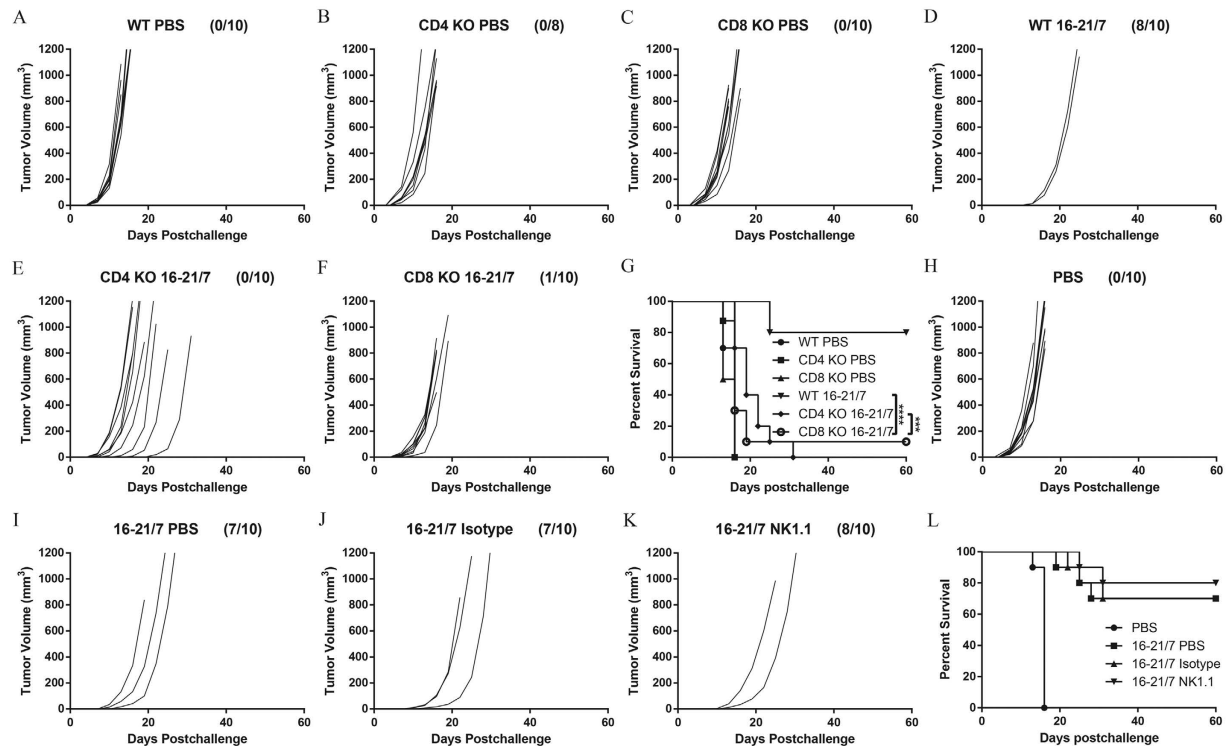 A
WT PBS (0/10)
Tumor Volume (mm3)
1200
1000
800
600
400
200
0
0 20 40 60
Days Postchallenge
B
CD4 KO PBS (0/8)
Tumor Volume (mm3)
1200
1000
800
600
400
200
0
0 20 40 60
Days Postchallenge
C
CD8 KO PBS (0/10)
Tumor Volume (mm3)
1200
1000
800
600
400
200
0
0 20 40 60
Days Postchallenge
D
WT 16-21/7 (8/10)
Tumor Volume (mm3)
1200
1000
800
600
400
200
0
0 20 40 60
Days Postchallenge
E
CD4 KO 16-21/7 (0/10)
Tumor Volume (mm3)
1200
1000
800
600
400
200
0
0 20 40 60
Days Postchallenge
F
CD8 KO 16-21/7 (1/10)
Tumor Volume (mm3)
1200
1000
800
600
400
200
0
0 20 40 60
Days Postchallenge
G
Percent Survival
100
80
60
40
20
0
WT PBS
CD4 KO PBS
CD8 KO PBS
WT 16-21/7
CD4 KO 16-21/7
CD8 KO 16-21/7
****
***
0 20 40 60
Days postchallenge
H
PBS (0/10)
Tumor Volume (mm3)
1200
1000
800
600
400
200
0
0 20 40 60
Days Postchallenge
I
16-21/7 PBS (7/10)
Tumor Volume (mm3)
1200
1000
800
600
400
200
0
0 20 40 60
Days Postchallenge
J
16-21/7 Isotype (7/10)
Tumor Volume (mm3)
1200
1000
800
600
400
200
0
0 20 40 60
Days Postchallenge
K
16-21/7 NK1.1 (8/10)
Tumor Volume (mm3)
1200
1000
800
600
400
200
0
0 20 40 60
Days Postchallenge
L
Percent Survival
100
80
60
40
20
0
PBS
16-21/7 PBS
16-21/7 Isotype
16-21/7 NK1.1
0 20 40 60
Days postchallenge